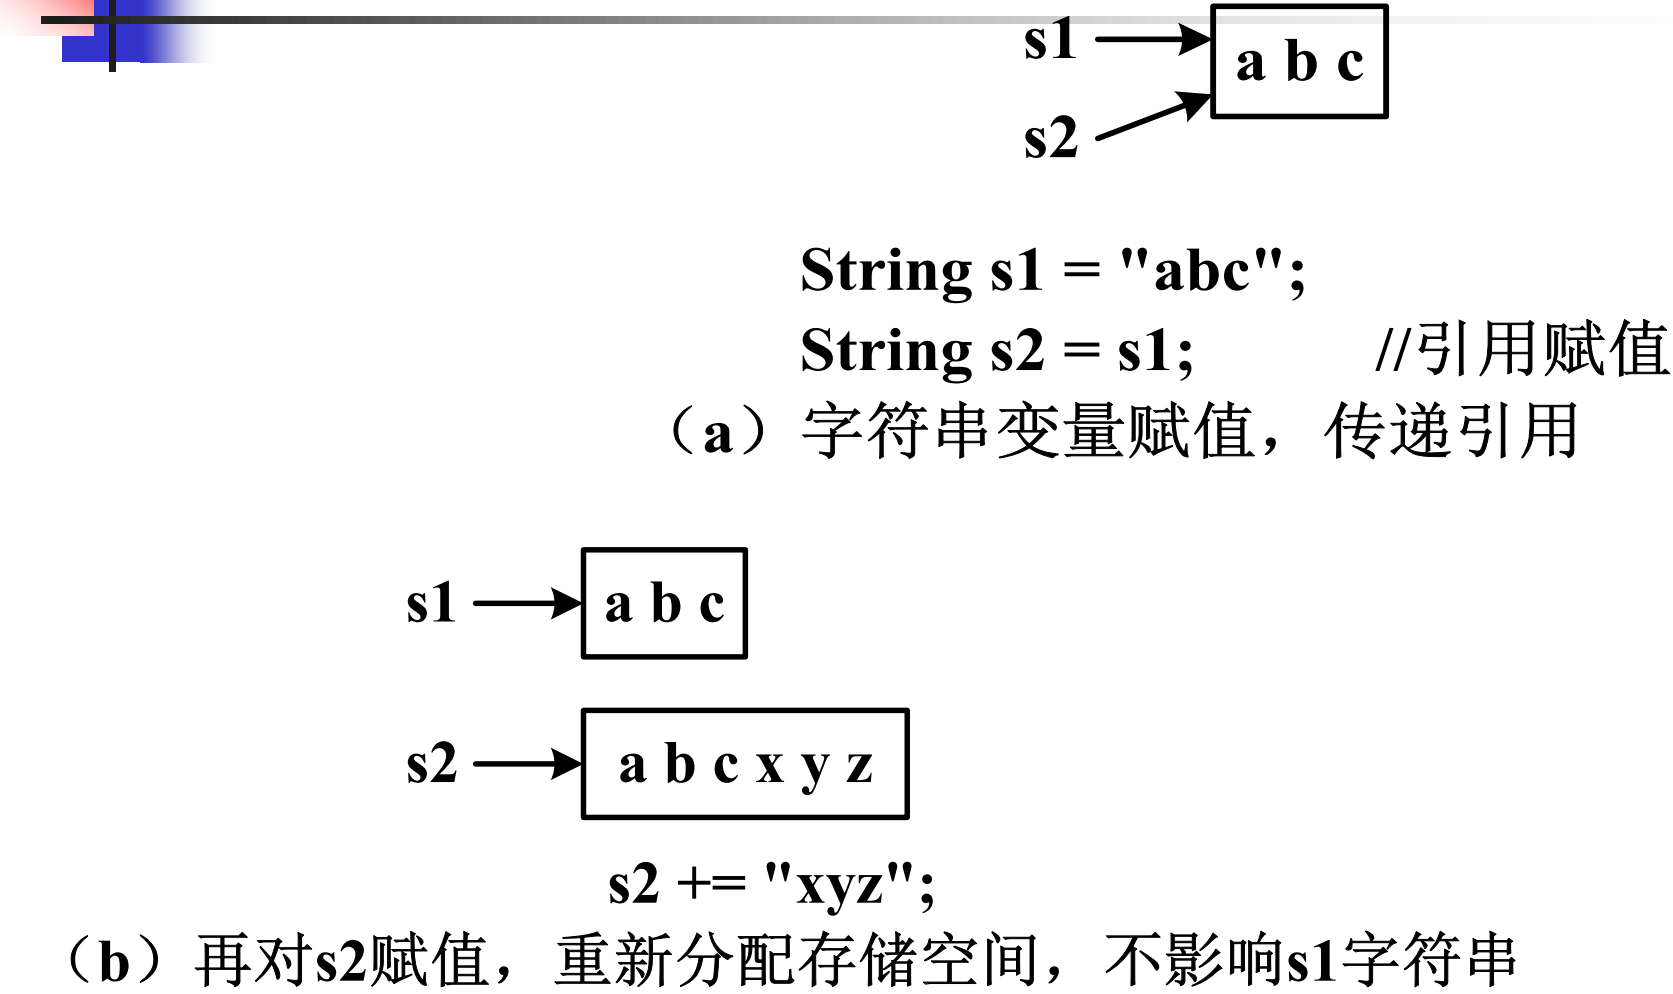 s1
a b c
s2
String s1 = "abc";
String s2 = s1; //引用赋值
（a）字符串变量赋值，传递引用
s1
a b c
s2
a b c x y z
s2 += "xyz";
（b）再对s2赋值，重新分配存储空间，不影响s1字符串